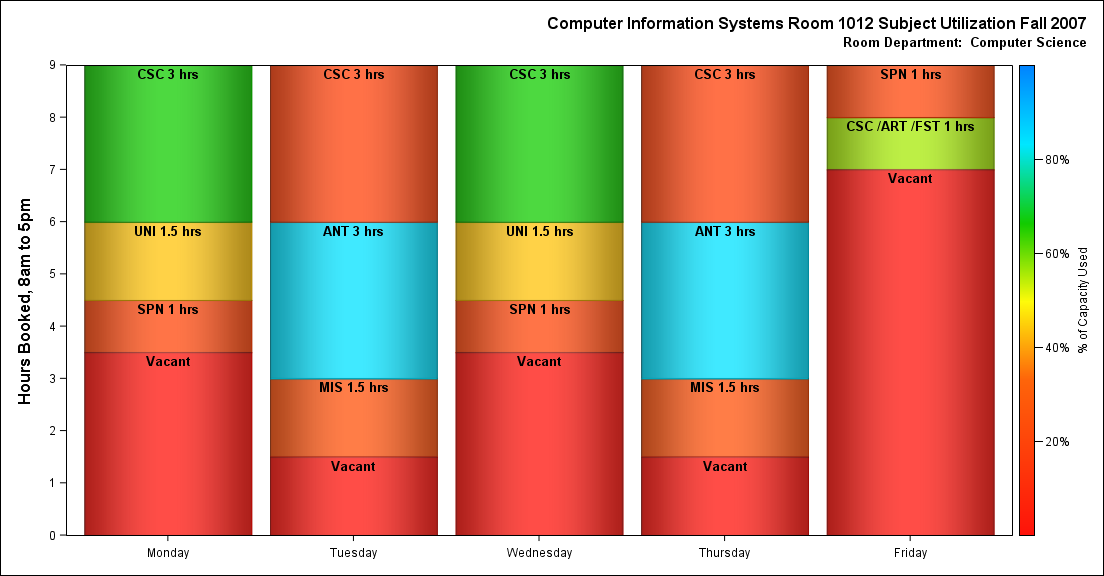 Computer Information Systems Room 1012 Subject Utilization Fall 2007
Room Department:  Computer Science
Hours Booked, 8am to 5pm
9
8
7
6
5
4
3
2
1
0
CSC 3 hrs
UNI 1.5 hrs
SPN 1 hrs
Vacant
CSC 3 hrs
ANT 3 hrs
MIS 1.5 hrs
Vacant
CSC 3 hrs
UNI 1.5 hrs
SPN 1 hrs
Vacant
CSC 3 hrs
ANT 3 hrs
MIS 1.5 hrs
Vacant
SPN 1 hrs
CSC /ART /FST 1 hrs
Vacant
Monday
Tuesday
Wednesday
Thursday
Friday
80%
60%
40%
20%
% of Capacity Used